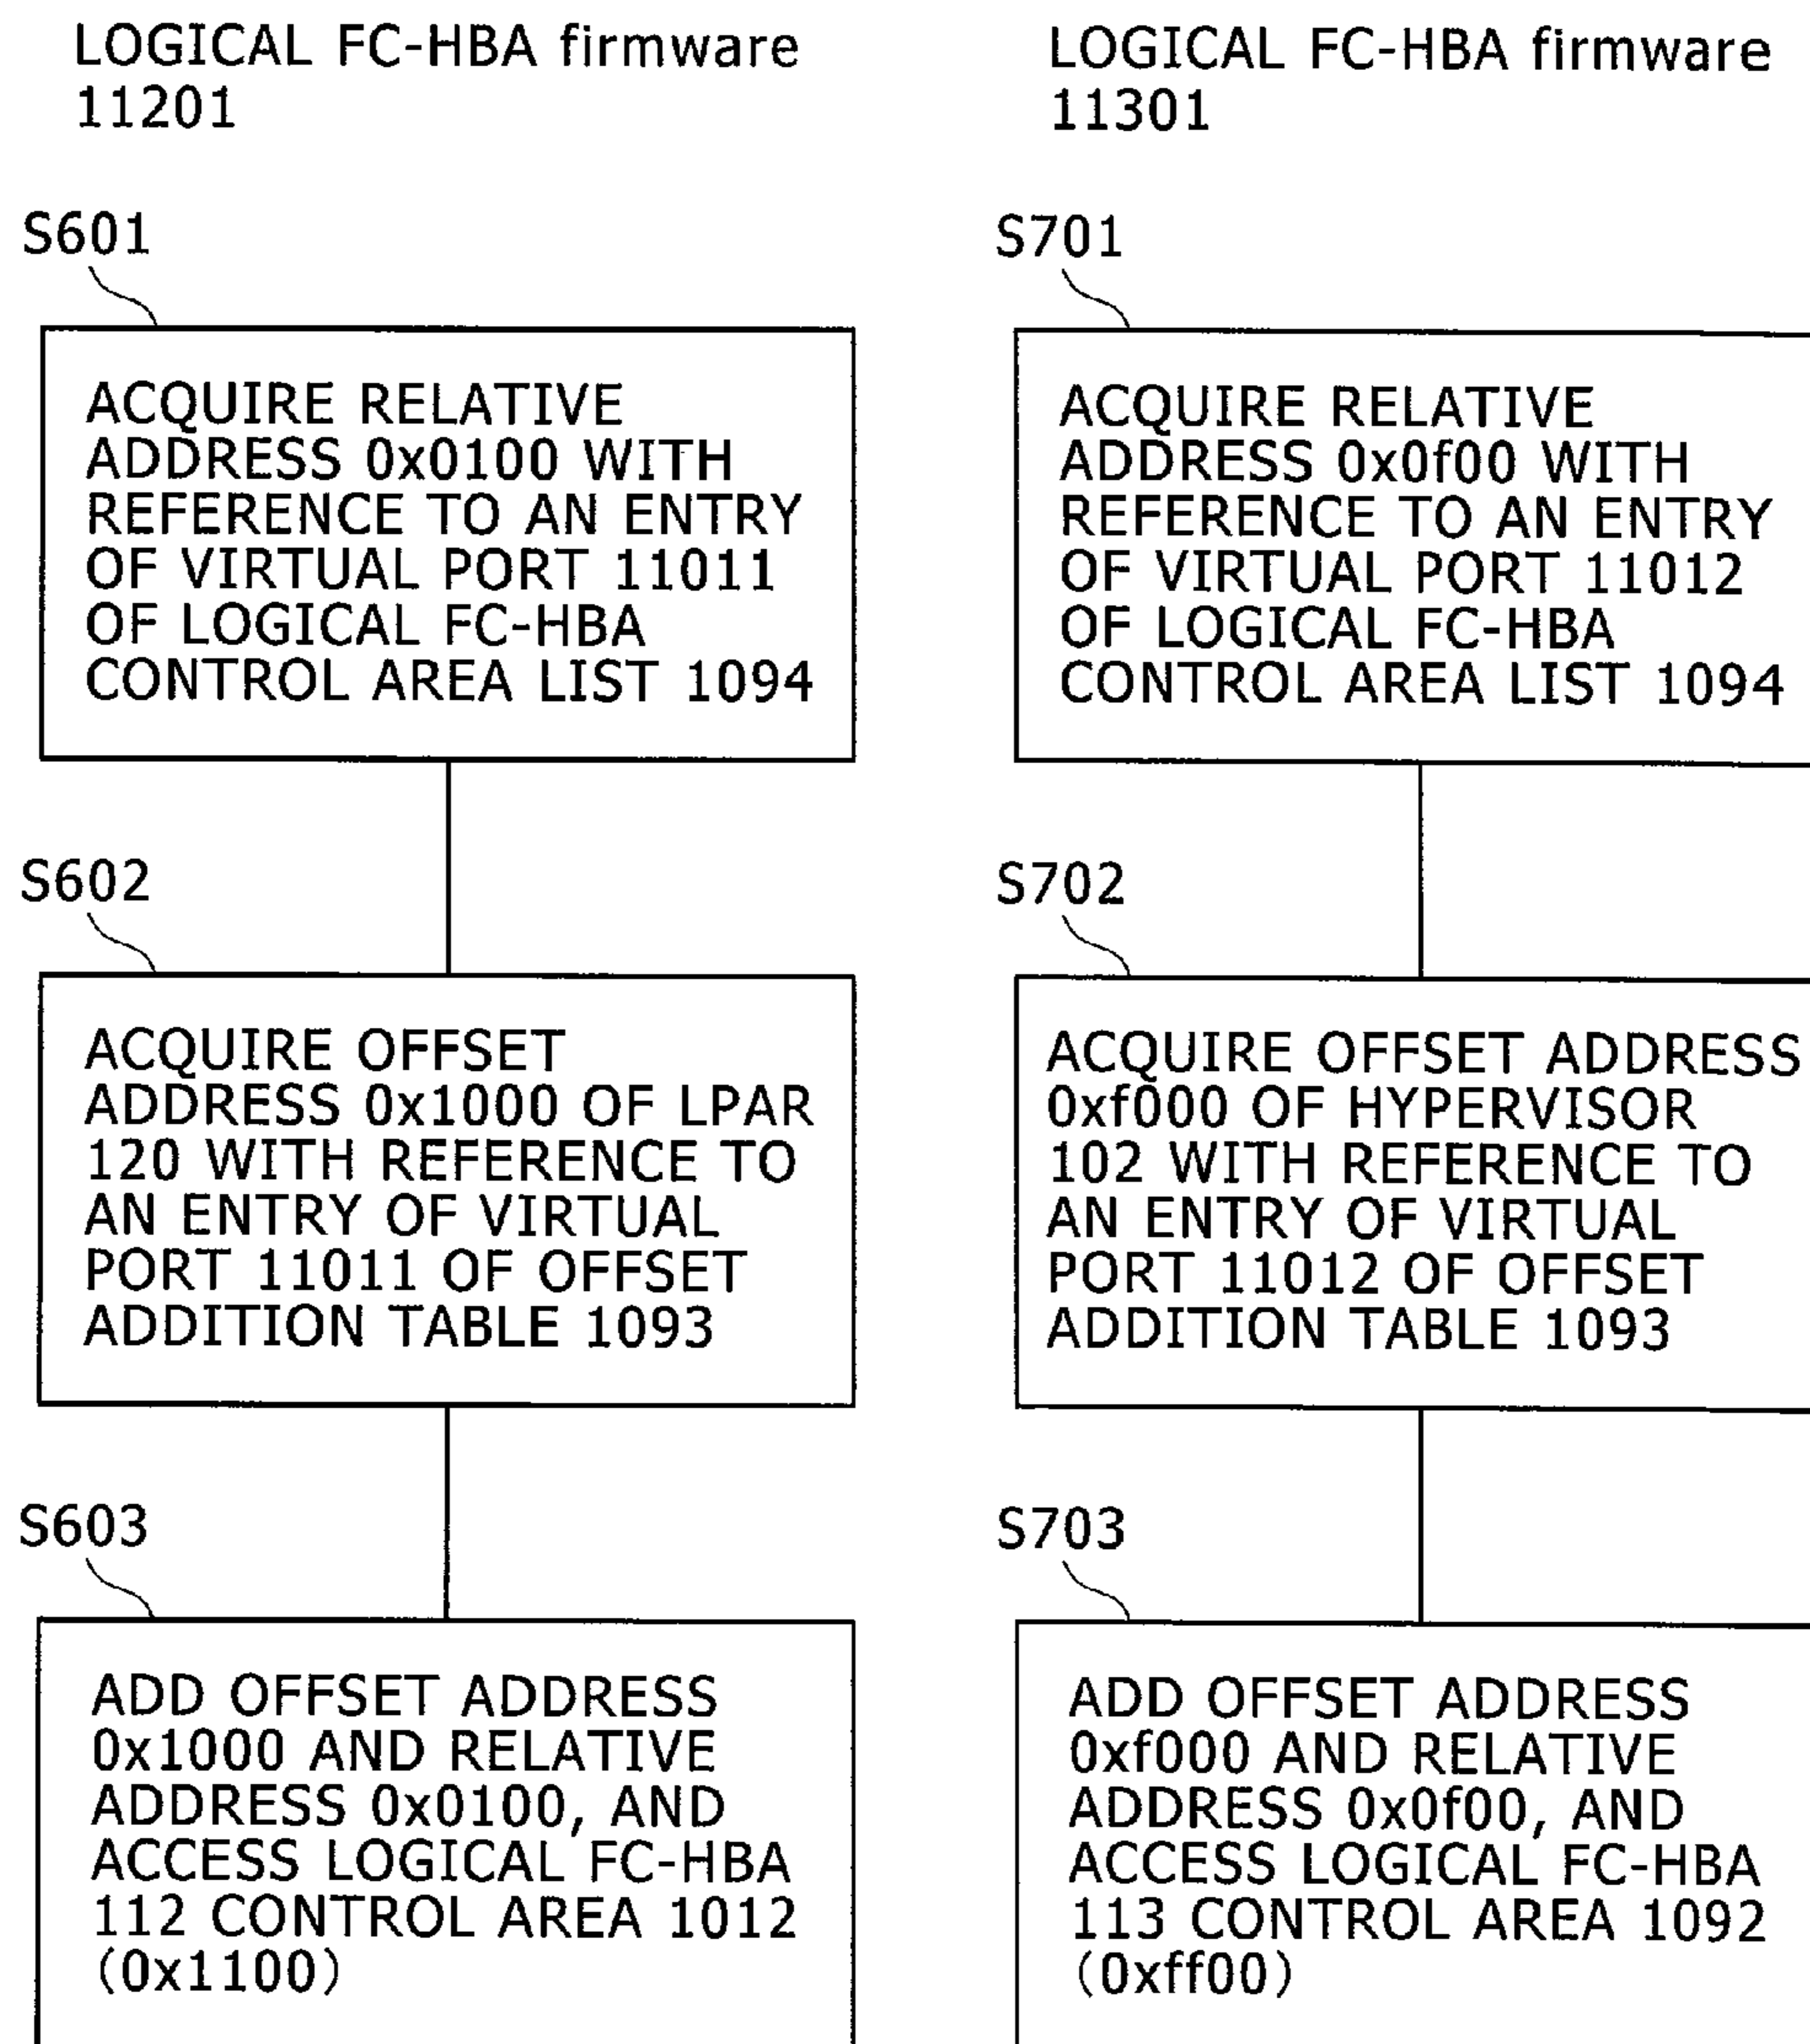 LOGICAL FC-HBA firmware
11201
S601
ACQUIRE RELATIVE
ADDRESS 0x0100 WITH
REFERENCE TO AN ENTRY
OF VIRTUAL PORT 11011
OF LOGICAL FC-HBA
CONTROL AREA LIST 1094
S602
ACQUIRE OFFSET
ADDRESS 0x1000 OF LPAR
120 WITH REFERENCE TO
AN ENTRY OF VIRTUAL
PORT 11011 OF OFFSET
ADDITION TABLE 1093
S603
ADD OFFSET ADDRESS
0x1000 AND RELATIVE
ADDRESS 0x0100, AND
ACCESS LOGICAL FC-HBA
112 CONTROL AREA 1012
(0x1100)
LOGICAL FC-HBA firmware
11301
S701
ACQUIRE RELATIVE
ADDRESS 0x0f00 WITH
REFERENCE TO AN ENTRY
OF VIRTUAL PORT 11012
OF LOGICAL FC-HBA
CONTROL AREA LIST 1094
S702
ACQUIRE OFFSET ADDRESS
0xf000 OF HYPERVISOR
102 WITH REFERENCE TO
AN ENTRY OF VIRTUAL
PORT 11012 OF OFFSET
ADDITION TABLE 1093
S703
ADD OFFSET ADDRESS
0xf000 AND RELATIVE
ADDRESS 0x0f00, AND
ACCESS LOGICAL FC-HBA
113 CONTROL AREA 1092
(0xff00)